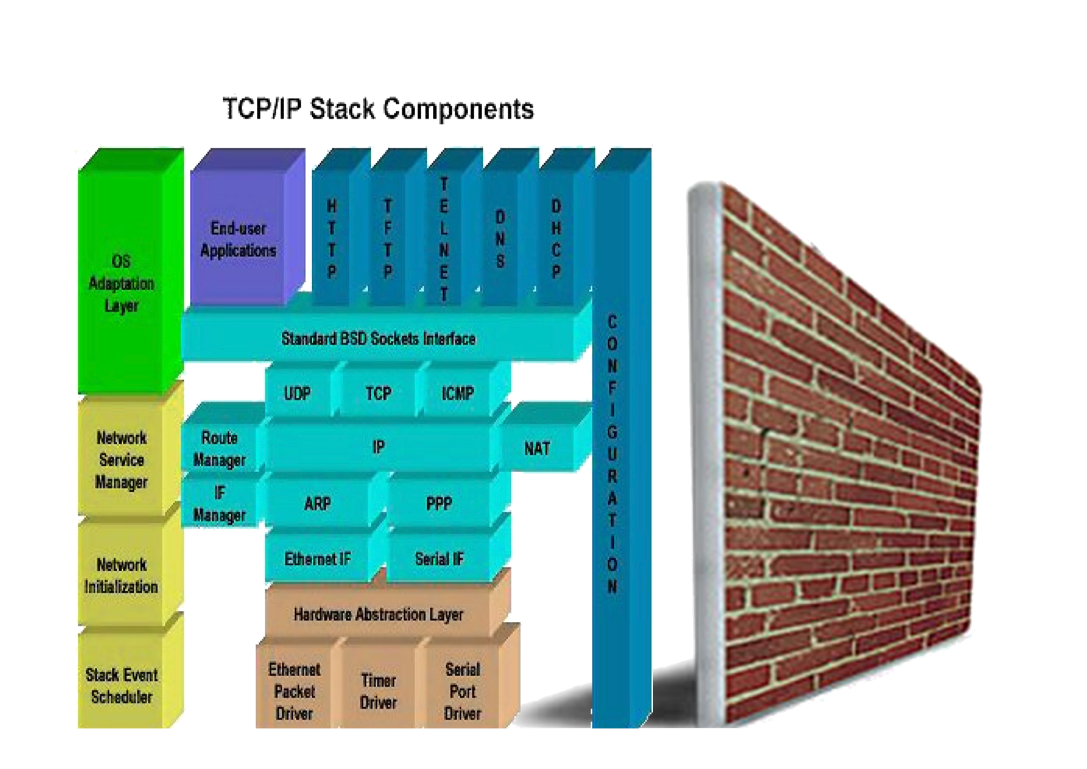 TCP/IP Stack Components
OS
Adaptation
Layer
End-user
Applications
HTTP
TFTP
TELNET
DNS
DHCP
CONFIGURATION
Standard BSD Sockets Interface
UDP
TCP
ICMP
Network
Service
Manager
Route
Manager
IP
NAT
IF
Manager
ARP
PPP
Network
Initialization
Ethernet IF
Serial IF
Hardware Abstraction Layer
Stack Event
Scheduler
Ethernet
Packet
Driver
Timer
Driver
Serial
Port
Driver